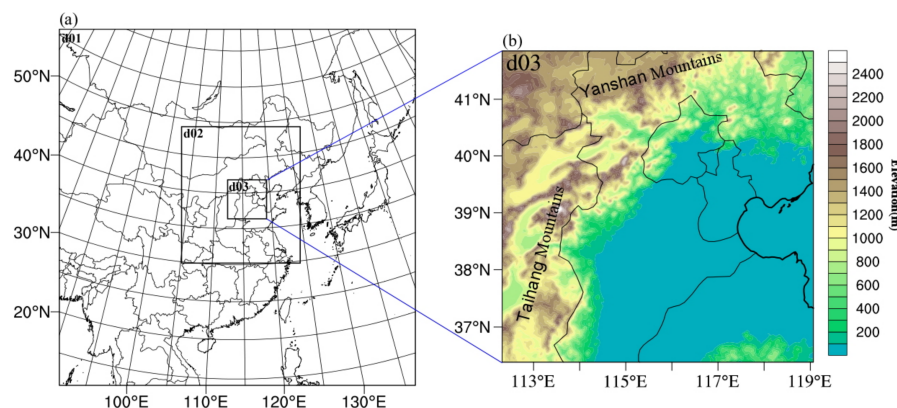 (a)
d01
d02
d03
50°N
40°N
30°N
20°N
100°E
110°E
120°E
130°E
(b)
d03
Yanshan Mountains
Taihang Mountains
41°N
40°N
39°N
38°N
37°N
113°E
115°E
117°E
119°E
2400
2200
2000
1800
1600
1400
1200
1000
800
600
400
200
Elevation(m)